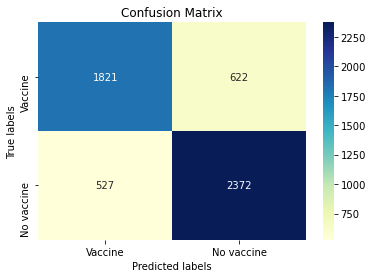 Confusion Matrix
True labels
Vaccine
No vaccine
1821 622
527 2372
Vaccine No vaccine
Predicted labels
2250
2000
1750
1500
1250
1000
750